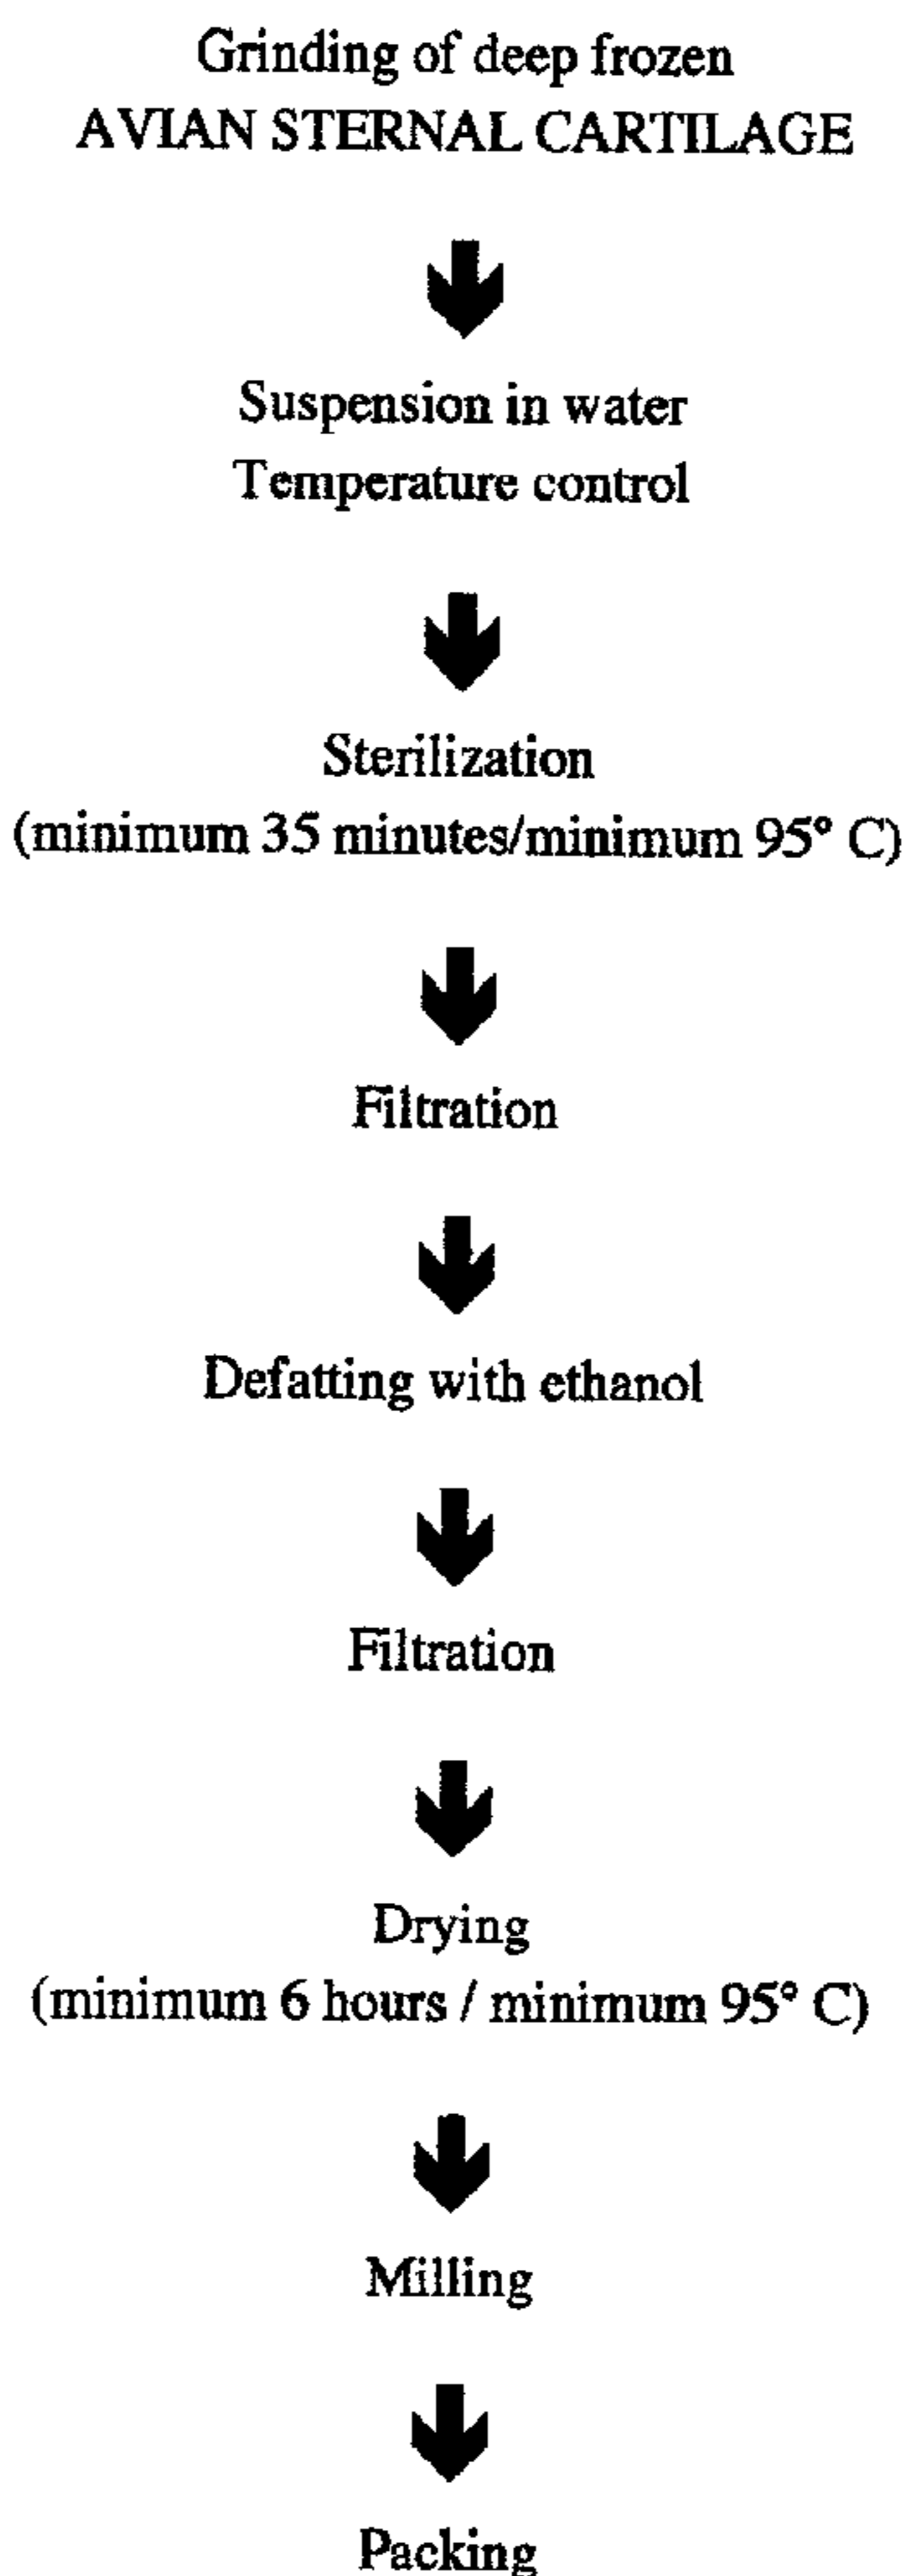 Grinding of deep frozen
AVIAN STERNAL CARTILAGE
Suspension in water
Temperature control
Sterilization
(minimum 35 minutes/minimum 95° C)
Filtration
Defatting with ethanol
Filtration
Drying
(minimum 6 hours / minimum 95° C)
Milling
Packing